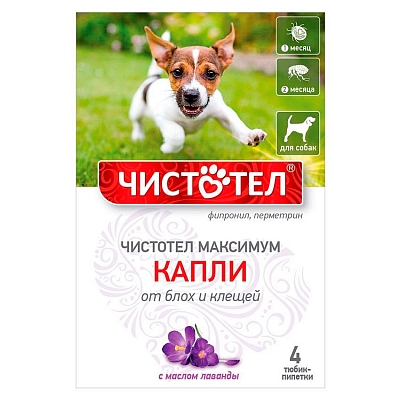 1 месяц
2 месяца
для собак
ЧИСТОТЕЛ®
фипронил, перметрин
ЧИСТОТЕЛ МАКСИМУМ
КАПЛИ
от блох и клещей
с маслом лаванды
4
тюбик-
пипетки